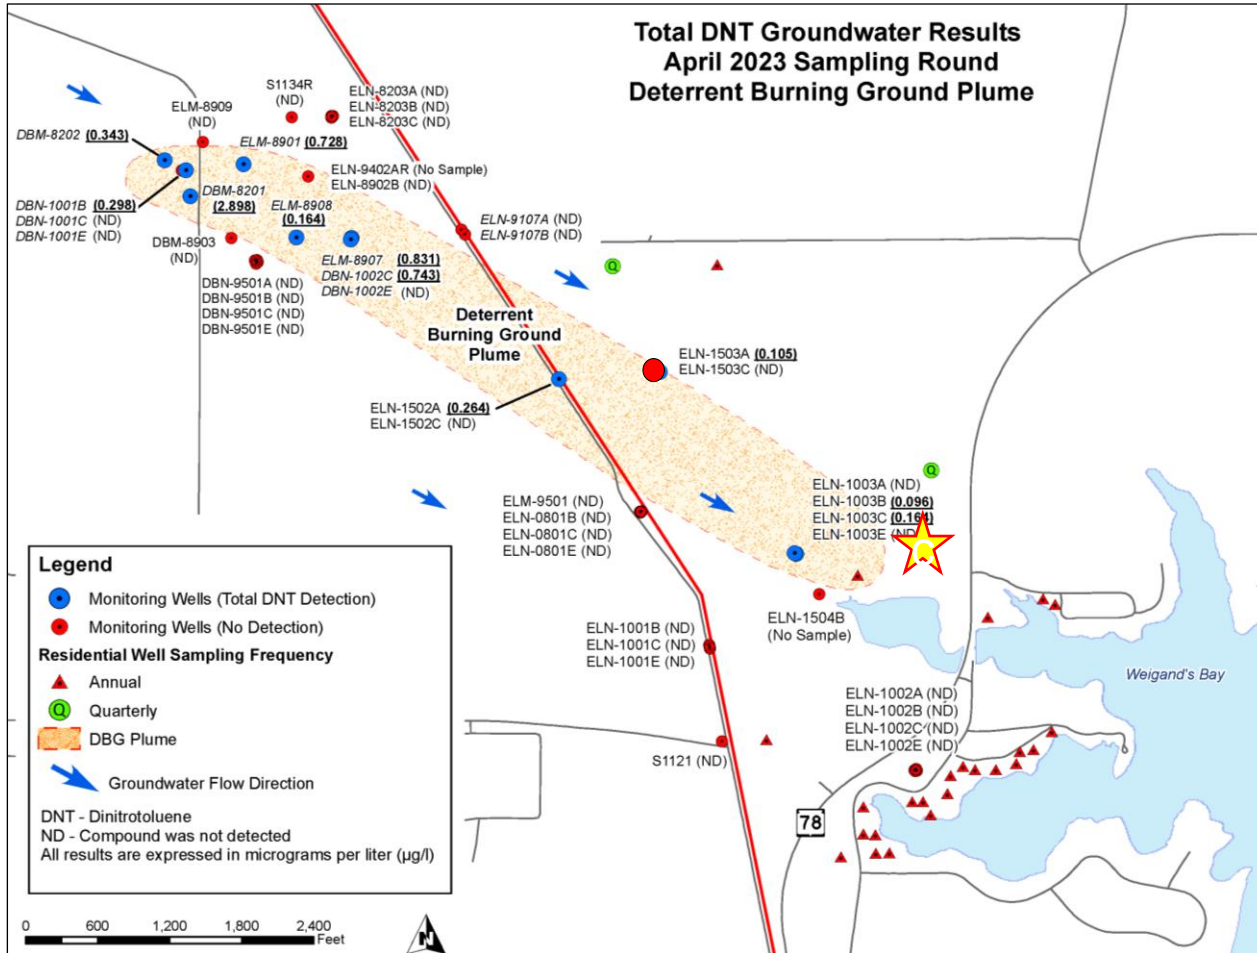 Total DNT Groundwater Results
April 2023 Sampling Round
Deterrent Burning Ground Plume
S1134R
(ND)
ELN-8203A (ND)
ELN-8203B (ND)
ELN-8203C (ND)
ELM-8909
(ND)
DBM-8202 (0.343)
ELM-8901 (0.728)
ELN-9402AR (No Sample)
ELN-8902B (ND)
DBM-8201
(2.898)
DBN-1001B (0.298)
DBN-1001C (ND)
DBN-1001E (ND)
ELM-8908
(0.164)
ELN-9107A (ND)
ELN-9107B (ND)
DBM-8903
(ND)
ELM-8907 (0.831)
DBN-1002C (0.743)
DBN-1002E (ND)
Q
DBN-9501A (ND)
DBN-9501B (ND)
DBN-9501C (ND)
DBN-9501E (ND)
Deterrent
Burning Ground
Plume
ELN-1503A (0.105)
ELN-1503C (ND)
ELN-1502A (0.264)
ELN-1502C (ND)
Q
ELN-1003A (ND)
ELN-1003B (0.096)
ELN-1003C
ELN-1003E
ELM-9501 (ND)
ELN-0801B (ND)
ELN-0801C (ND)
ELN-0801E (ND)
ELN-1504B
(No Sample)
ELN-1001B (ND)
ELN-1001C (ND)
ELN-1001E (ND)
Weigand's Bay
ELN-1002A (ND)
ELN-1002B (ND)
ELN-1002C (ND)
ELN-1002E (ND)
S1121 (ND)
78
Legend
Monitoring Wells (Total DNT Detection)
Monitoring Wells (No Detection)
Residential Well Sampling Frequency
Annual
Q Quarterly
DBG Plume
Groundwater Flow Direction
DNT - Dinitrotoluene
ND - Compound was not detected
All results are expressed in micrograms per liter (µg/l)
0 600 1,200 1,800 2,400
Feet
N